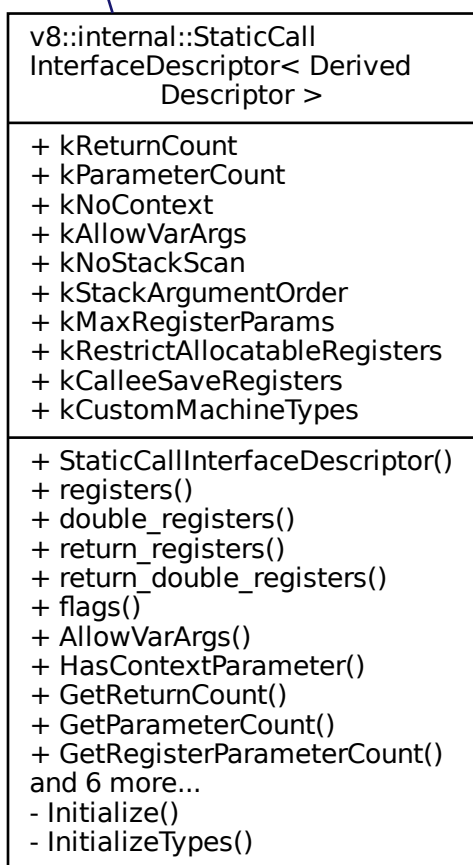 v8::internal::StaticCall
InterfaceDescriptor< Derived
Descriptor >
+ kReturnCount
+ kParameterCount
+ kNoContext
+ kAllowVarArgs
+ kNoStackScan
+ kStackArgumentOrder
+ kMaxRegisterParams
+ kRestrictAllocatableRegisters
+ kCalleeSaveRegisters
+ kCustomMachineTypes
+ StaticCallInterfaceDescriptor()
+ registers()
+ double_registers()
+ return_registers()
+ return_double_registers()
+ flags()
+ AllowVarArgs()
+ HasContextParameter()
+ GetReturnCount()
+ GetParameterCount()
+ GetRegisterParameterCount()
and 6 more...
- Initialize()
- InitializeTypes()